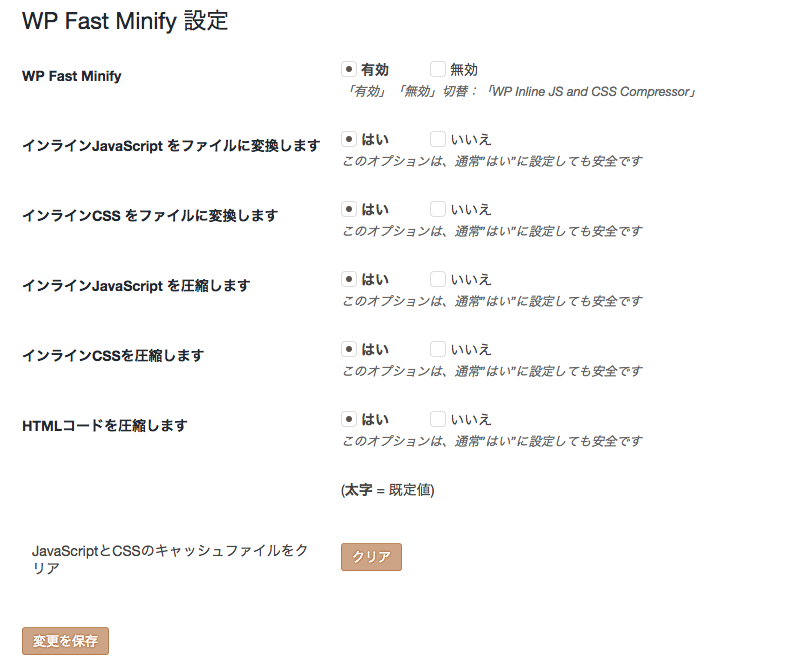 WP Fast Minify 設定
WP Fast Minify
有効 無効
「有効」「無効」切替：「WP Inline JS and CSS Compressor」
インラインJavaScript をファイルに変換します
はい いいえ
このオプションは、通常"はい"に設定しても安全です
インラインCSS をファイルに変換します
はい いいえ
このオプションは、通常"はい"に設定しても安全です
インラインJavaScript を圧縮します
はい いいえ
このオプションは、通常"はい"に設定しても安全です
インラインCSSを圧縮します
はい いいえ
このオプションは、通常"はい"に設定しても安全です
HTMLコードを圧縮します
はい いいえ
このオプションは、通常"はい"に設定しても安全です
(太字 = 既定値)
JavaScriptとCSSのキャッシュファイルをク
リア
クリア
変更を保存